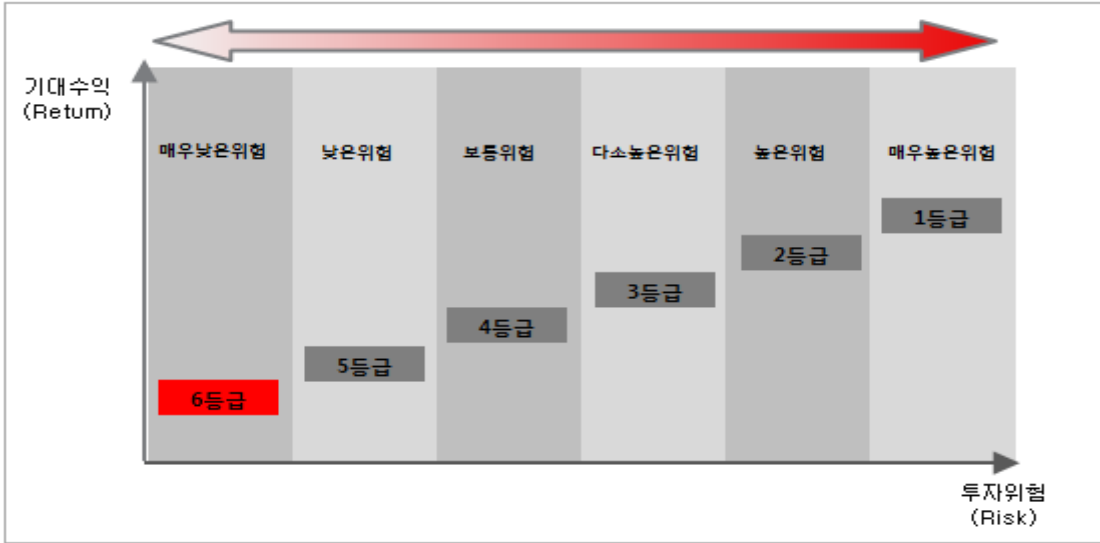 기대수익
(Return)
매우낮은위험
낮은위험
보통위험
다소높은위험
높은위험
매우높은위험
1등급
2등급
3등급
4등급
5등급
6등급
투자위험
(Risk)